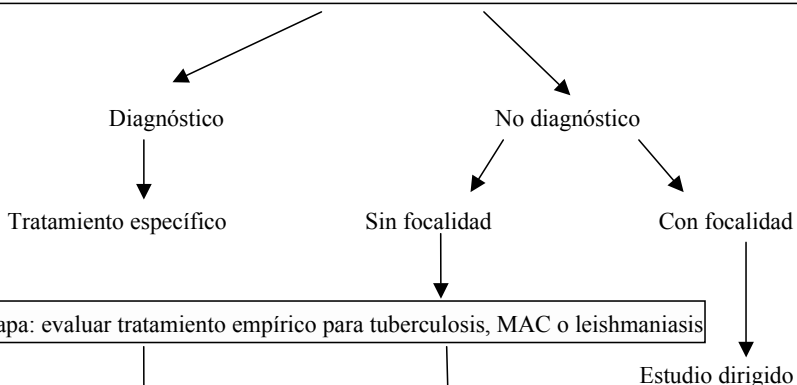 Diagnóstico
No diagnóstico
Tratamiento específico
Sin focalidad
Con focalidad
apa: evaluar tratamiento empírico para tuberculosis, MAC o leishmaniasis
Estudio dirigido